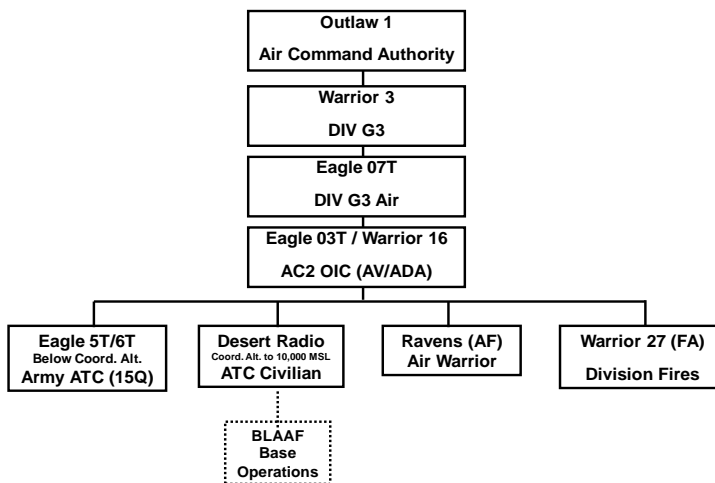 Outlaw 1
Air Command Authority
Warrior 3
DIV G3
Eagle 07T
DIV G3 Air
Eagle 03T / Warrior 16
AC2 OIC (AV/ADA)
Eagle 5T/6T
Below Coord. Alt.
Army ATC (15Q)
Desert Radio
Coord. Alt. to 10,000 MSL
ATC Civilian
Ravens (AF)
Air Warrior
Warrior 27 (FA)
Division Fires
BLAAF
Base
Operations